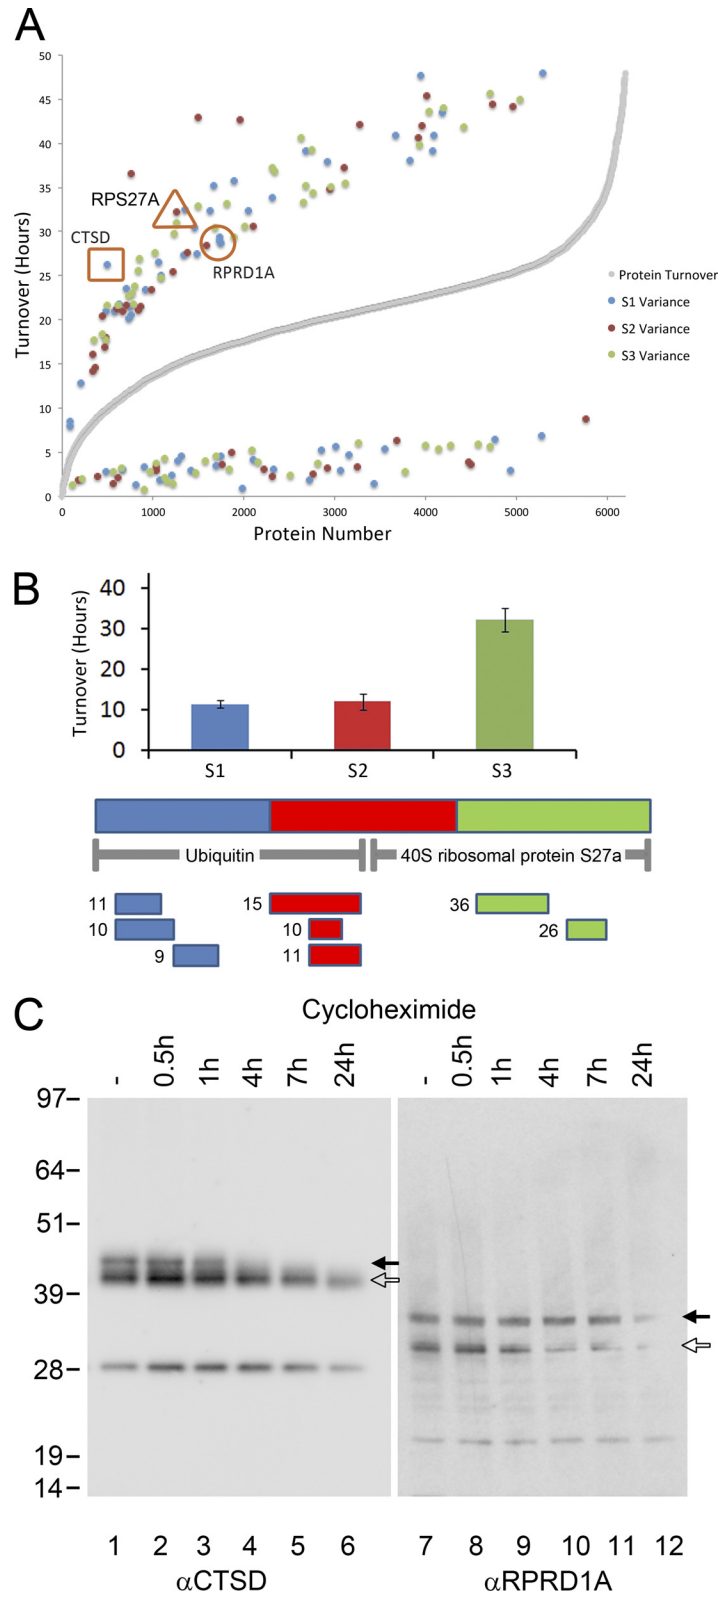 A
50
45
40
35
30
25
20
15
10
5
0
Turnover (Hours)
RPS27A
CTSD
RPRD1A
Protein Turnover
S1 Variance
S2 Variance
S3 Variance
0 1000 2000 3000 4000 5000 6000
Protein Number
B
40
30
20
10
0
Turnover (Hours)
S1 S2 S3
Ubiquitin 40S ribosomal protein S27a
11 15 36
10 10 26
9 11
C
Cycloheximide
- 0.5h 1h 4h 7h 24h - 0.5h 1h 4h 7h 24h
97–
64–
51–
39–
28–
19–
14–
1 2 3 4 5 6 7 8 9 10 11 12
αCTSD αRPRD1A